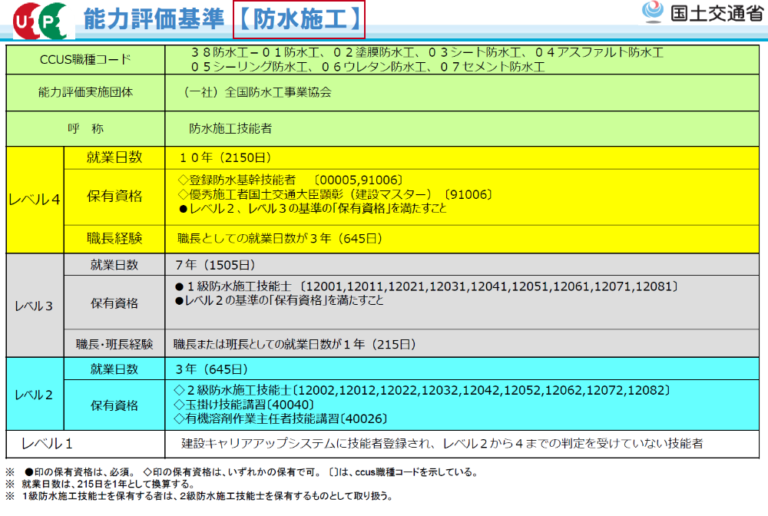 UP 能力評価基準【防水施工】 国土交通省
CCUS職種コード
３８防水工－０１防水工、０２塗膜防水工、０３シート防水工、０４アスファルト防水工
０５シーリング防水工、０６ウレタン防水工、０７セメント防水工
能力評価実施団体 （一社）全国防水工事業協会
呼 称 防水施工技能者
レベル４
就業日数 １０年（2150日）
保有資格
◇登録防水基幹技能者 〔00005,91006〕
◇優秀施工者国土交通大臣顕彰（建設マスター）〔91006〕
●レベル２、レベル３の基準の「保有資格」を満たすこと
職長経験 職長としての就業日数が３年（645日）
レベル３
就業日数 ７年（1505日）
保有資格
●１級防水施工技能士〔12001,12011,12021,12031,12041,12051,12061,12071,12081〕
●レベル２の基準の「保有資格」を満たすこと
職長・班長経験 職長または班長としての就業日数が１年（215日）
レベル２
就業日数 ３年（645日）
保有資格
◇２級防水施工技能士〔12002,12012,12022,12032,12042,12052,12062,12072,12082〕
◇玉掛け技能講習〔40040〕
◇有機溶剤作業主任者技能講習〔40026〕
レベル１ 建設キャリアアップシステムに技能者登録され、レベル２から４までの判定を受けていない技能者
※ ●印の保有資格は、必須。 ◇印の保有資格は、いずれかの保有で可。 〔〕は、ccus職種コードを示している。
※ 就業日数は、215日を1年として換算する。
※ １級防水施工技能士を保有する者は、２級防水施工技能士を保有するものとして取り扱う。